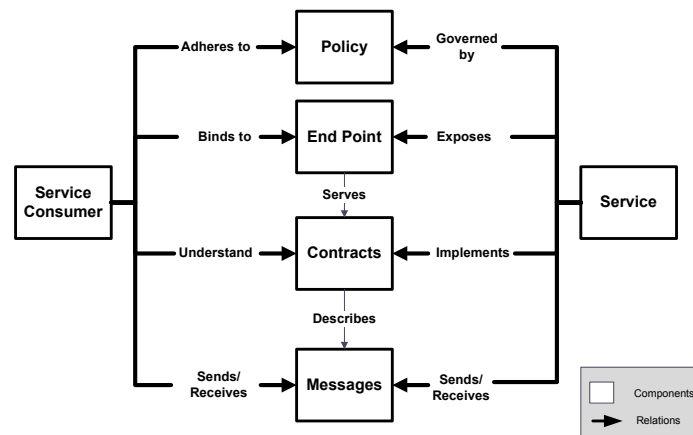 Adheres to
Policy
Governed
by
Binds to
End Point
Exposes
Service
Consumer
Serves
Service
Understand
Contracts
Implements
Describes
Sends/
Receives
Messages
Sends/
Receives
Components
Relations